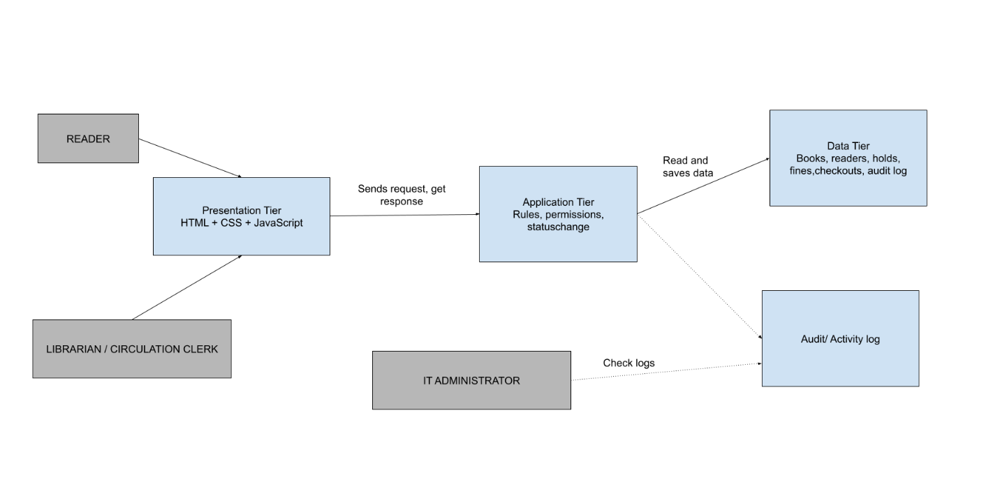 READER
Presentation Tier
HTML + CSS + JavaScript
LIBRARIAN / CIRCULATION CLERK
Sends request, get
response
Application Tier
Rules, permissions,
statuschange
Read and
saves data
Data Tier
Books, readers, holds,
fines,checkouts, audit log
IT ADMINISTRATOR
Check logs
Audit/ Activity log